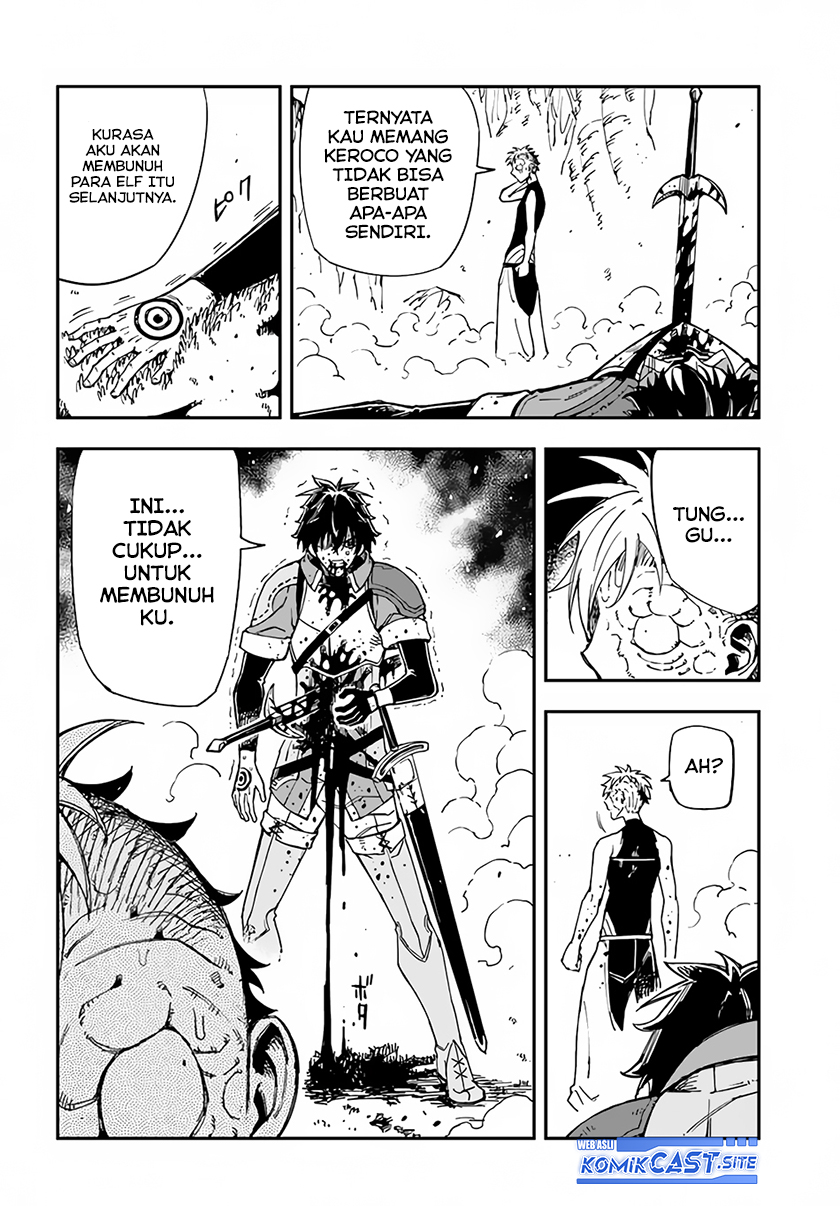 TERNYATA
KAU MEMANG
KEROCO YANG
TIDAK BISA
BERBUAT
APA-APA
SENDIRI.
KURASA
AKU AKAN
MEMBUNUH
PARA ELF ITU
SELANJUTNYA.
ピク
TUNG...
GU...
AH?
INI...
TIDAK
CUKUP...
UNTUK
MEMBUNUH
KU.
ボタ
WEB ASLI
KOMIKCAST.SITE